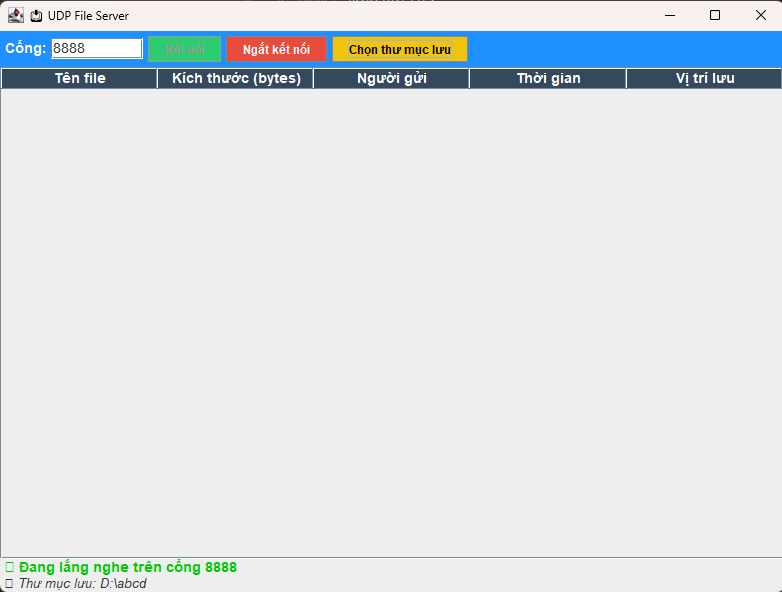 UDP File Server
Cổng: 8888 Kết nối Ngắt kết nối Chọn thư mục lưu
Tên file Kích thước (bytes) Người gửi Thời gian Vị trí lưu
Đang lắng nghe trên cổng 8888
Thư mục lưu: D:\abcd